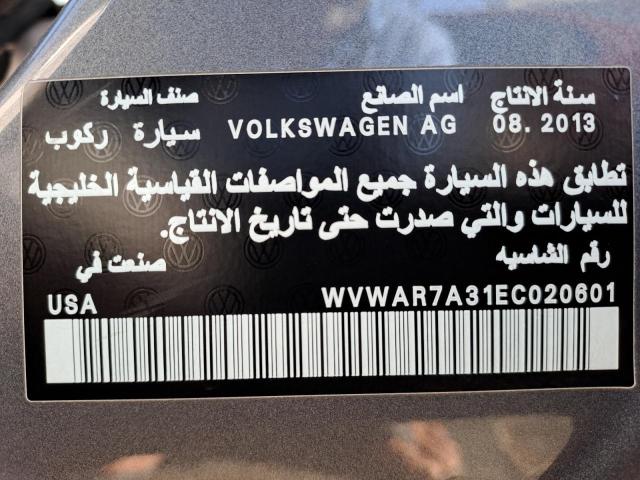 سنة الانتاج اسم الصانع صنف السيارة
08. 2013 VOLKSWAGEN AG سيارة ركوب
تطابق هذه السيارة جميع المواصفات القياسية الخليجية
للسيارات والتي صدرت حتى تاريخ الانتاج.
رقم الشاسيه صنعت في
WVWAR7A31EC020601 USA